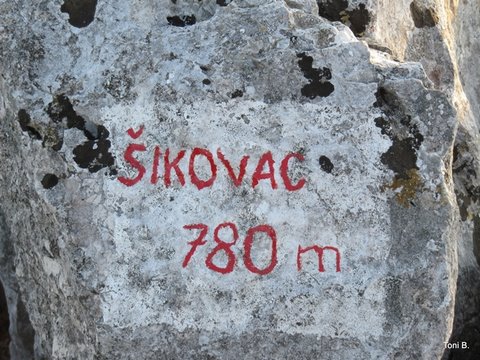 ŠIKOVAC
780 m
Toni B.